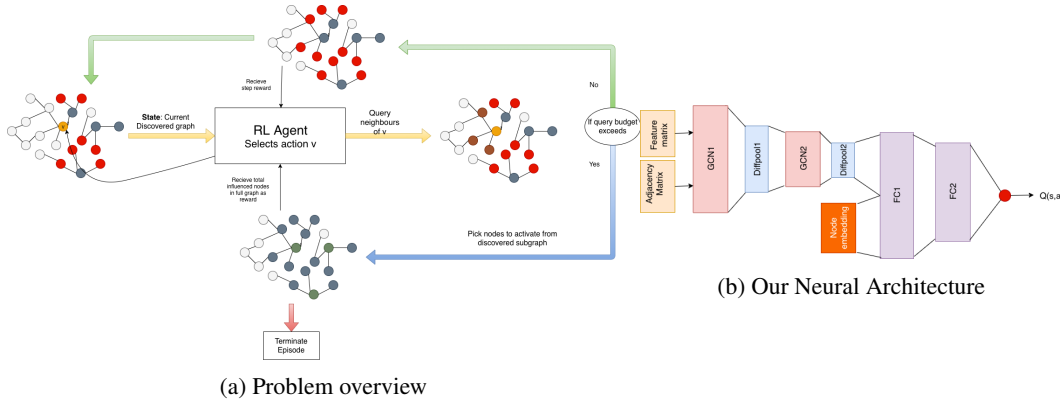 Recieve
step reward
No
State: Current
Discovered graph
RL Agent
Selects action v
Query
neighbours
of v
If query budget
exceeds
Yes
Recieve total
influenced nodes
in full graph as
reward
Pick nodes to activate from
discovered subgraph
Terminate
Episode
(a) Problem overview
Feature
matrix
Adjacency
Matrix
GCN1
Diffpool1
GCN2
Diffpool2
Node
embedding
FC1
FC2
Q(s,a
(b) Our Neural Architecture